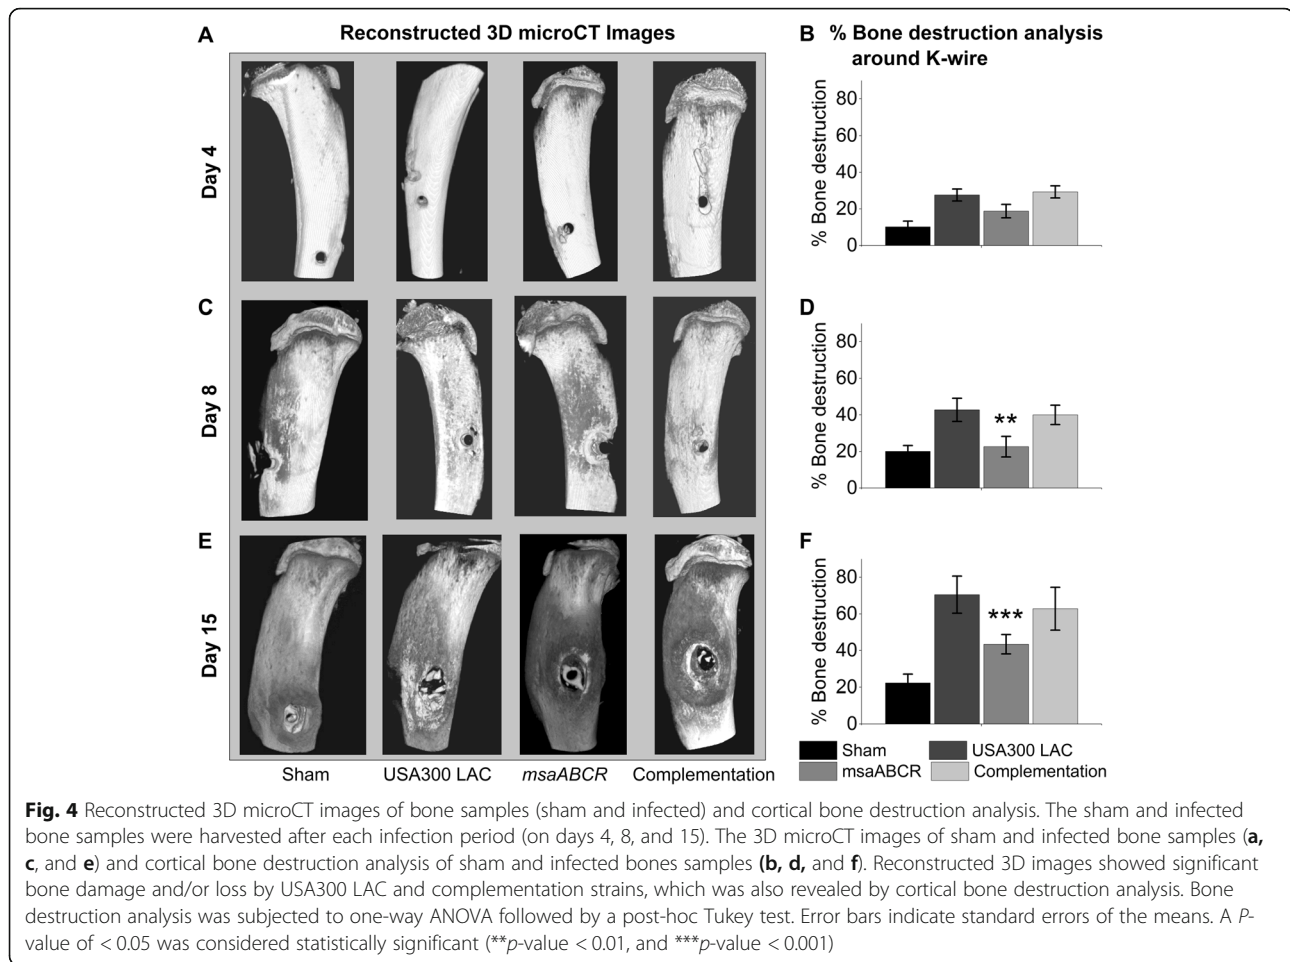 A Reconstructed 3D microCT Images
B % Bone destruction analysis
around K-wire
Day 4
% Bone destruction
80
60
40
20
0
C
Day 8
D
% Bone destruction
80
60
40
20
0
**
E
Day 15
F
% Bone destruction
80
60
40
20
0
***
Sham USA300 LAC msaABCR Complementation
Sham USA300 LAC
msaABCR Complementation
Fig. 4 Reconstructed 3D microCT images of bone samples (sham and infected) and cortical bone destruction analysis. The sham and infected
bone samples were harvested after each infection period (on days 4, 8, and 15). The 3D microCT images of sham and infected bone samples (a,
c, and e) and cortical bone destruction analysis of sham and infected bones samples (b, d, and f). Reconstructed 3D images showed significant
bone damage and/or loss by USA300 LAC and complementation strains, which was also revealed by cortical bone destruction analysis. Bone
destruction analysis was subjected to one-way ANOVA followed by a post-hoc Tukey test. Error bars indicate standard errors of the means. A P-
value of < 0.05 was considered statistically significant (**p-value < 0.01, and ***p-value < 0.001)